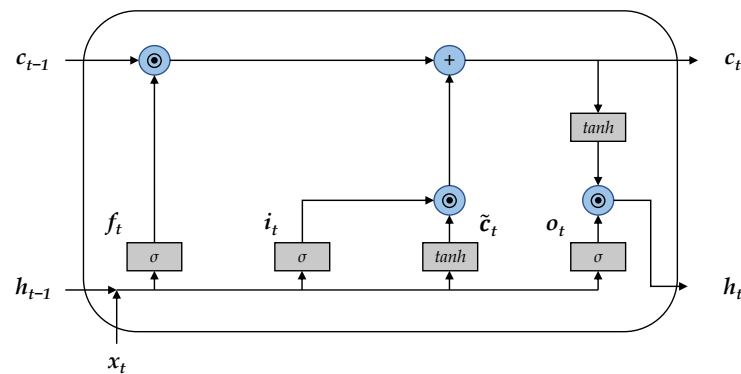 c_{t−1} + c_t
tanh
f_t i_t c̃_t o_t
σ σ tanh σ
h_{t−1} h_t
x_t